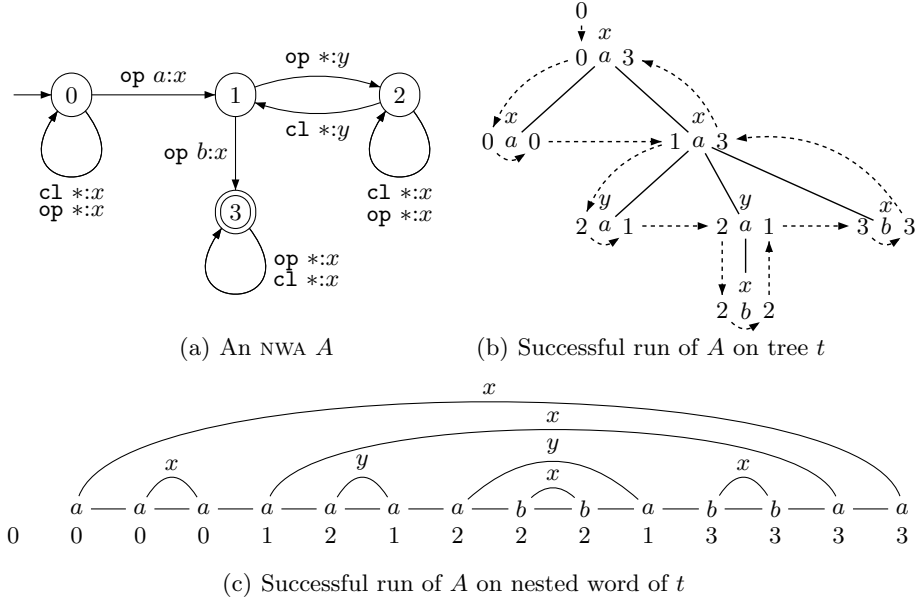 op a:x
0
1
2
3
op *:y
cl *:y
op b:x
cl *:x
op *:x
cl *:x
op *:x
op *:x
cl *:x
(a) An NWA A
0
x
0 a 3
x
0 a 0
x
1 a 3
y
2 a 1
y
2 a 1
x
3 b 3
x
2 b 2
(b) Successful run of A on tree t
x
x
x y y x x
a a a a a a a b b a b b a a
0 0 0 0 1 2 1 2 2 2 1 3 3 3 3
(c) Successful run of A on nested word of t